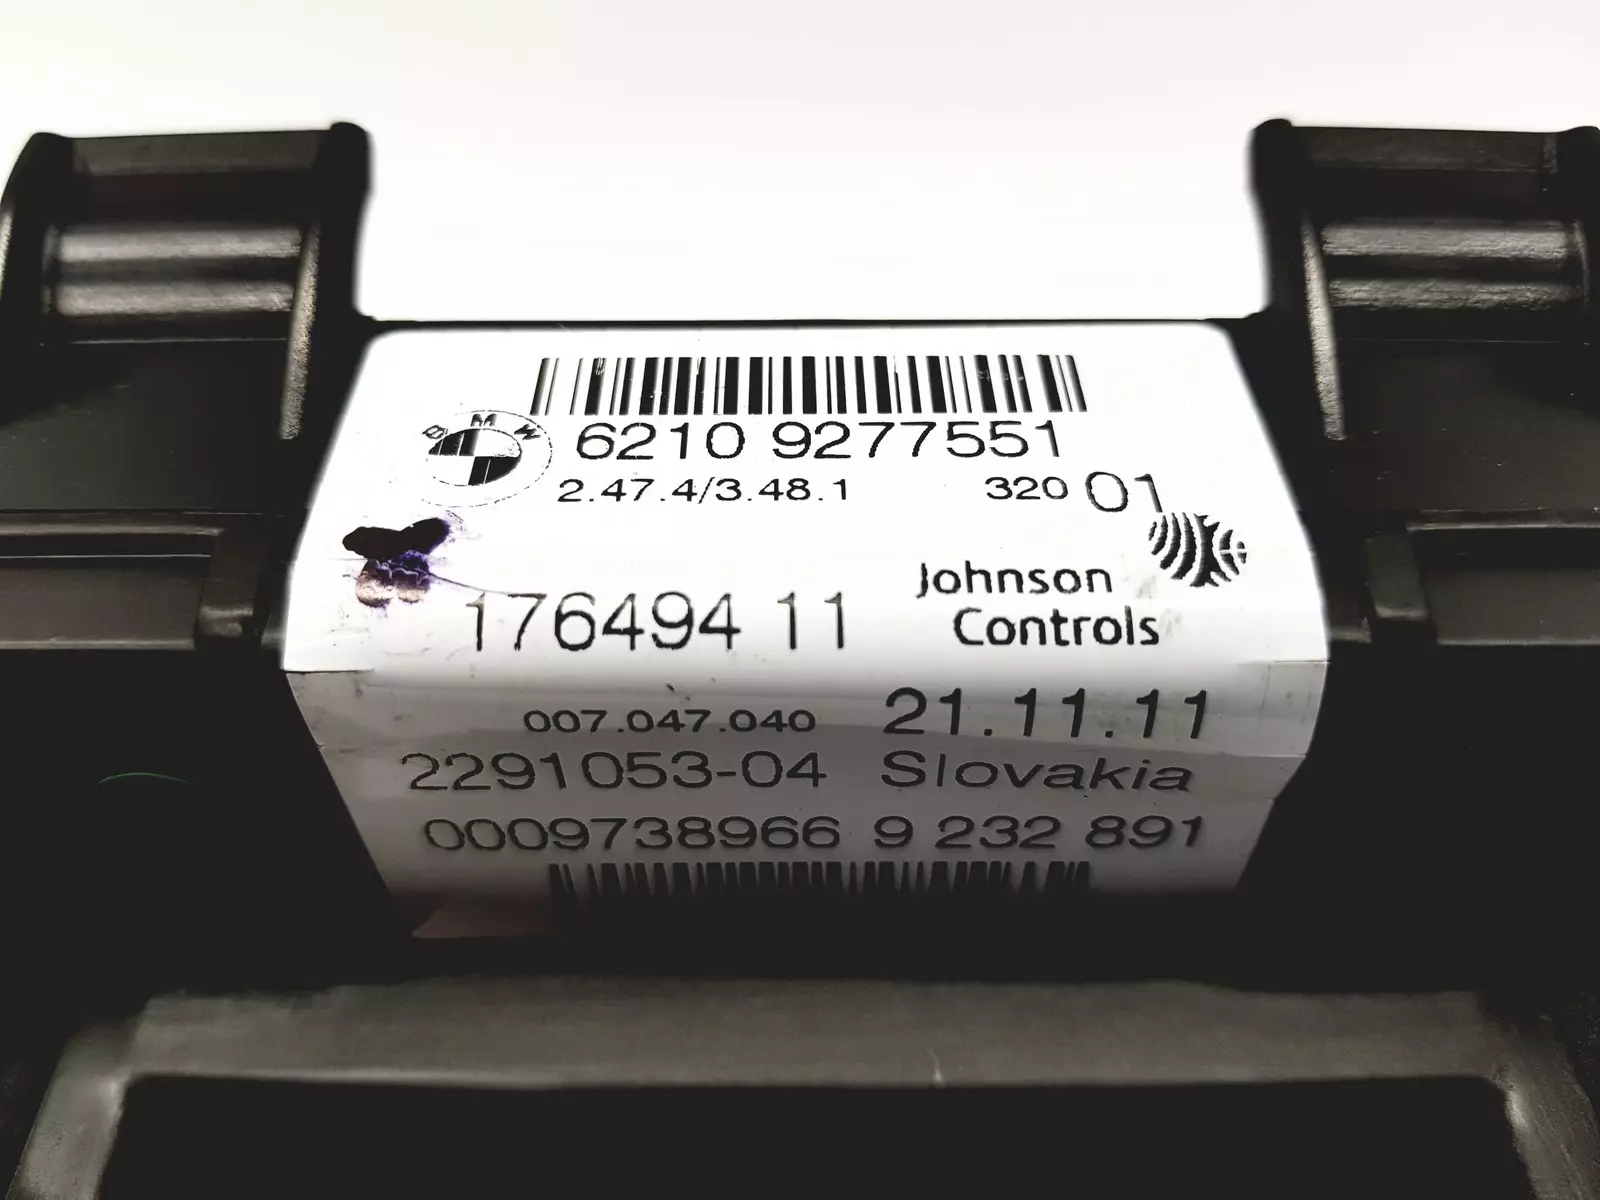 BMW
6210 9277551
2.47.4/3.48.1 320 01
Johnson
Controls
176494 11
007.047.040 21.11.11
2291053-04 Slovakia
0009738966 9 232 891